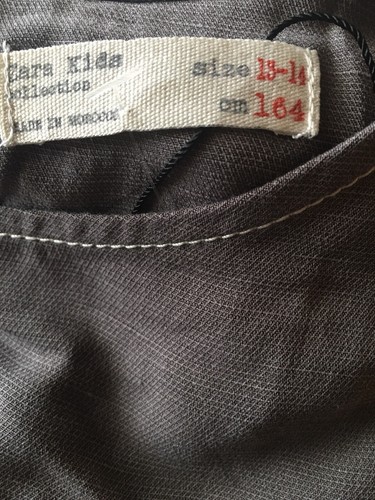 Zara Kids size 13-14
collection
MADE IN MOROCCO cm 164